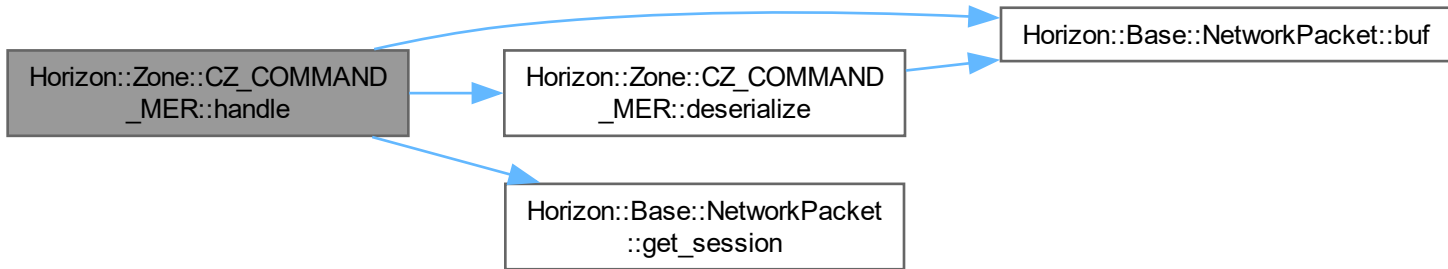 Horizon::Zone::CZ_COMMAND
_MER::handle
Horizon::Zone::CZ_COMMAND
_MER::deserialize
Horizon::Base::NetworkPacket::buf
Horizon::Base::NetworkPacket
::get_session